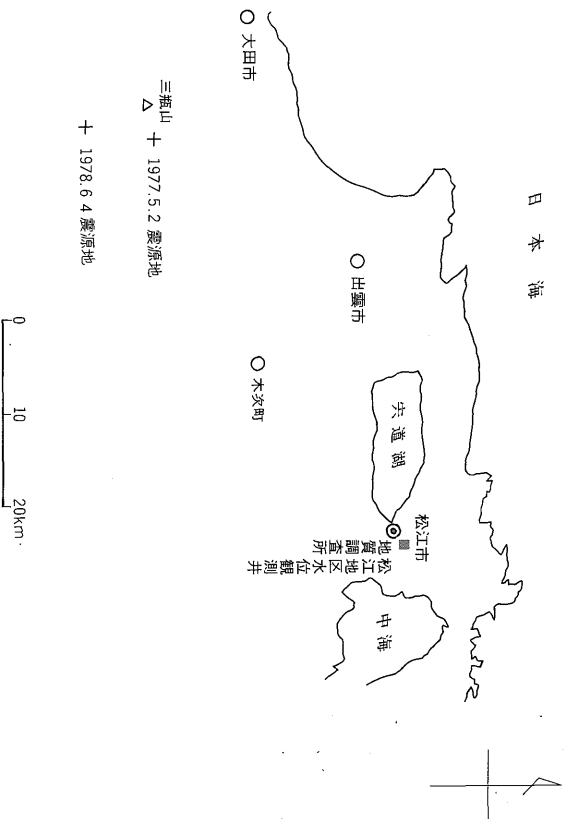 日本海
大田市
三瓶山
1977.5.2 震源地
1978.6 4 震源地
出雲市
木次町
宍道湖
松江市
地質調査所
松江地区水位観測井
中海
0 10 20km